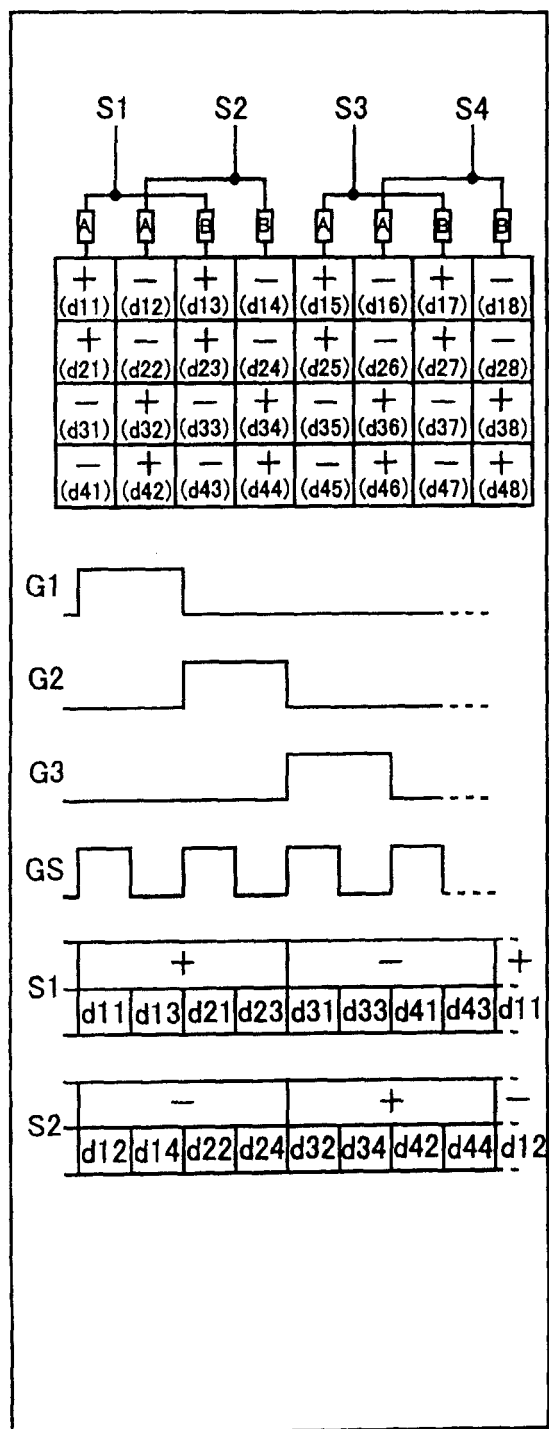 S1 S2 S3 S4
A A B B A A B B
+ − + − + − + −
(d11) (d12) (d13) (d14) (d15) (d16) (d17) (d18)
+ − + − + − + −
(d21) (d22) (d23) (d24) (d25) (d26) (d27) (d28)
− + − + − + − +
(d31) (d32) (d33) (d34) (d35) (d36) (d37) (d38)
− + − + − + − +
(d41) (d42) (d43) (d44) (d45) (d46) (d47) (d48)
G1
G2
G3
GS
+ − +
S1
d11 d13 d21 d23 d31 d33 d41 d43 d11
− + −
S2
d12 d14 d22 d24 d32 d34 d42 d44 d12